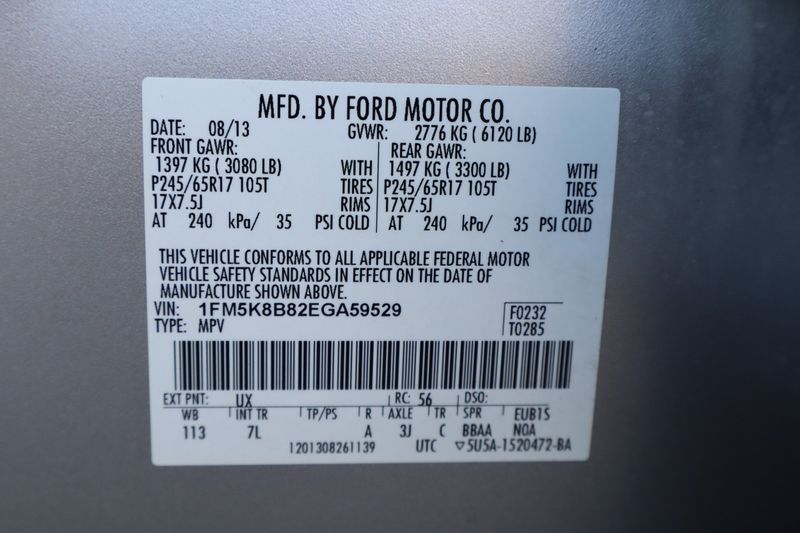 MFD. BY FORD MOTOR CO.
DATE: 08/13 GVWR: 2776 KG ( 6120 LB)
FRONT GAWR: REAR GAWR:
1397 KG ( 3080 LB) WITH 1497 KG ( 3300 LB) WITH
P245/65R17 105T TIRES P245/65R17 105T TIRES
17X7.5J RIMS 17X7.5J RIMS
AT 240 kPa/ 35 PSI COLD AT 240 kPa/ 35 PSI COLD
THIS VEHICLE CONFORMS TO ALL APPLICABLE FEDERAL MOTOR
VEHICLE SAFETY STANDARDS IN EFFECT ON THE DATE OF
MANUFACTURE SHOWN ABOVE.
VIN: 1FM5K8B82EGA59529 F0232
TYPE: MPV T0285
EXT PNT: UX RC: 56 DSO:
WB INT TR TP/PS R AXLE TR SPR EUB1S
113 7L A 3J C BBAA NOA
1201308261139 UTC ▽5U5A-1520472-BA